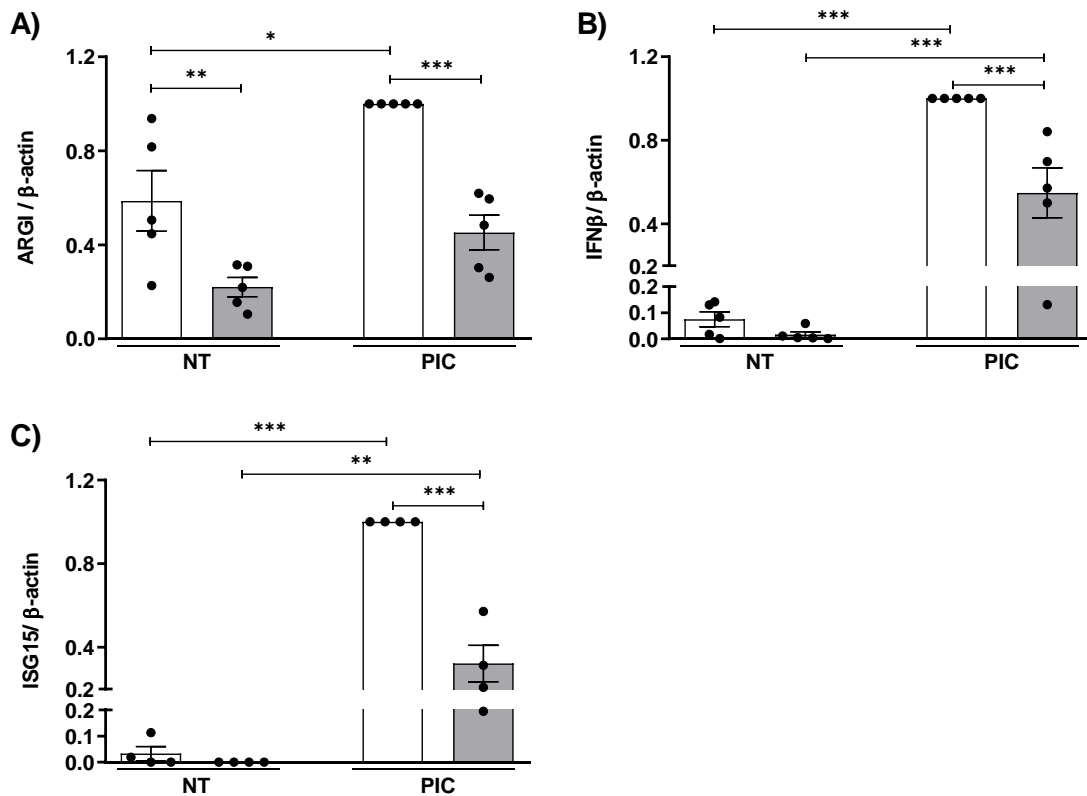 A)
*
**
***
1.2
0.8
0.4
0.0
ARGI / β-actin
NT
PIC
B)
***
***
***
1.2
0.8
0.4
0.2
0.2
0.1
0.0
IFNβ/ β-actin
NT
PIC
C)
***
**
***
1.2
0.8
0.4
0.2
0.2
0.1
0.0
ISG15/ β-actin
NT
PIC